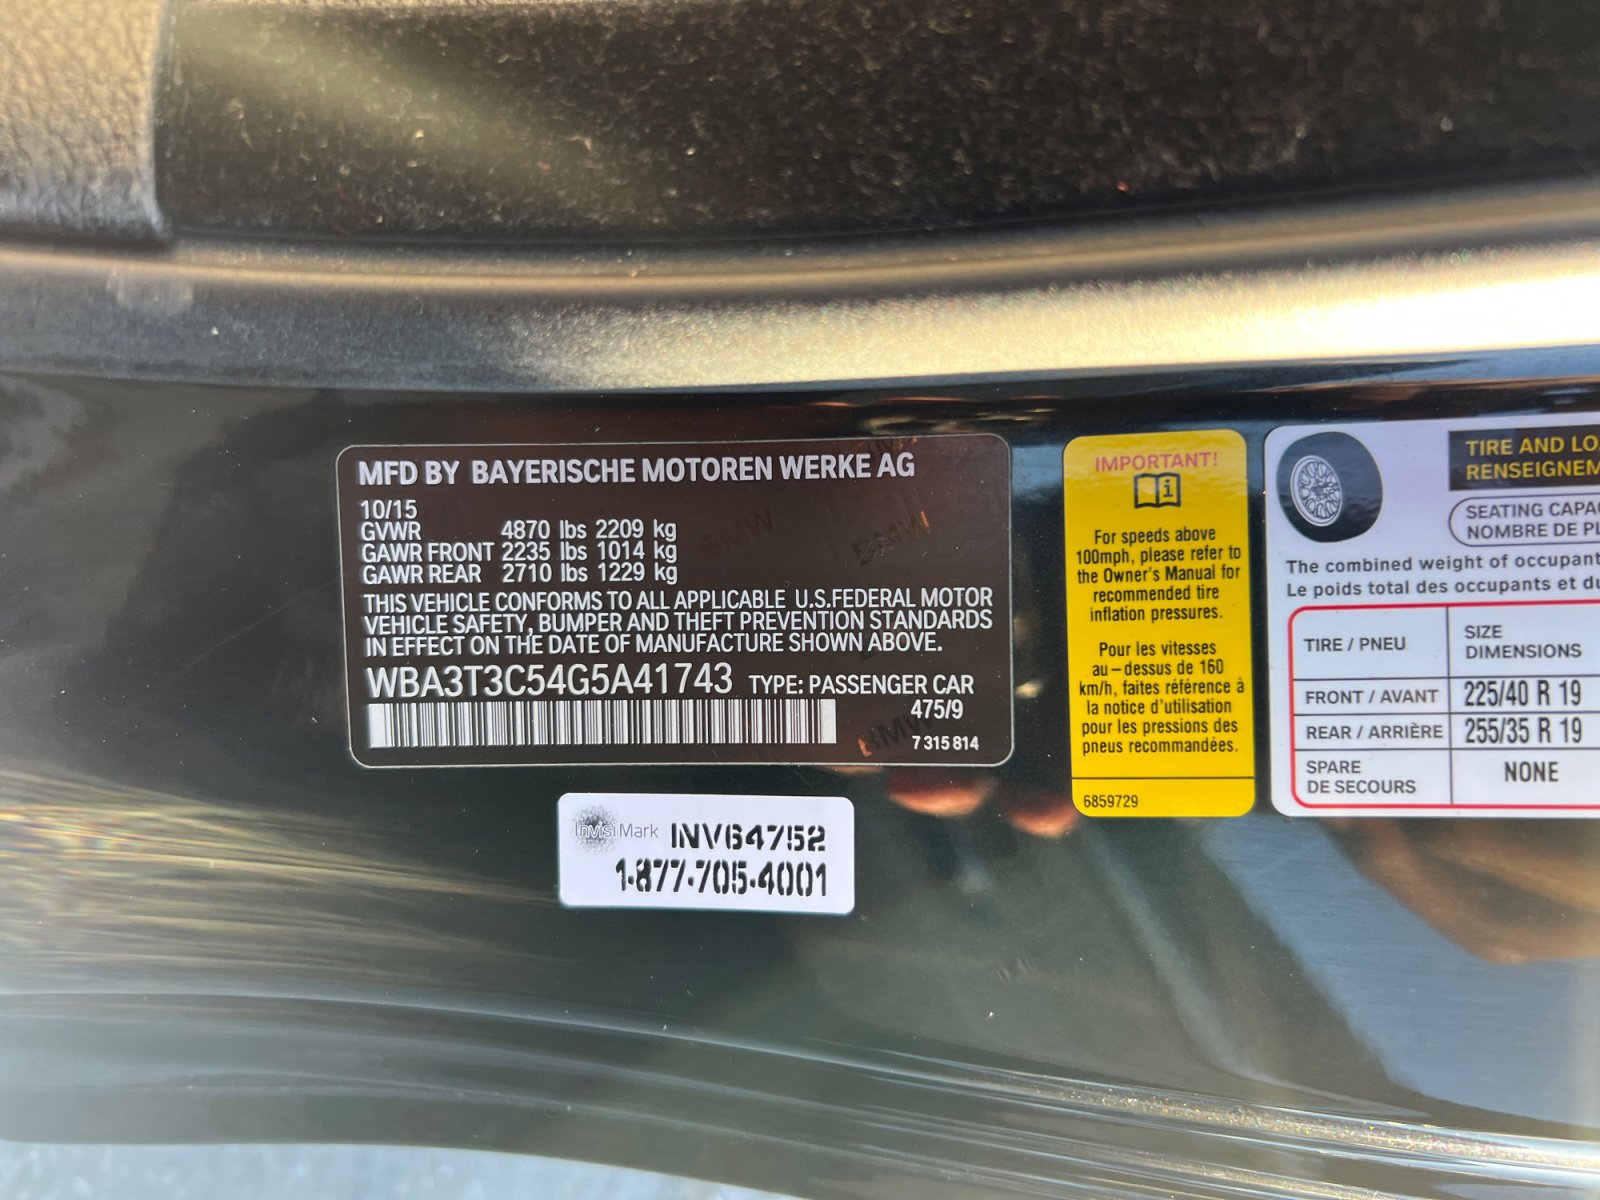 MFD BY BAYERISCHE MOTOREN WERKE AG
10/15
GVWR 4870 lbs 2209 kg
GAWR FRONT 2235 lbs 1014 kg
GAWR REAR 2710 lbs 1229 kg
THIS VEHICLE CONFORMS TO ALL APPLICABLE U.S.FEDERAL MOTOR
VEHICLE SAFETY, BUMPER AND THEFT PREVENTION STANDARDS
IN EFFECT ON THE DATE OF MANUFACTURE SHOWN ABOVE.
WBA3T3C54G5A41743 TYPE: PASSENGER CAR
475/9
7 315 814
BMW
BMW
BMW
InvisiMark INV64752
1-877-705-4001
IMPORTANT!
For speeds above
100mph, please refer to
the Owner's Manual for
recommended tire
inflation pressures.
Pour les vitesses
au-dessus de 160
km/h, faites référence à
la notice d'utilisation
pour les pressions des
pneus recommandées.
6859729
TIRE AND
SEATING
NOMBRE DE
The combined weight of
Le poids total des occupants et
TIRE / PNEU
SIZE
DIMENSIONS
FRONT / AVANT 225/40 R 19
REAR / ARRIÈRE 255/35 R 19
SPARE
DE SECOURS
NONE